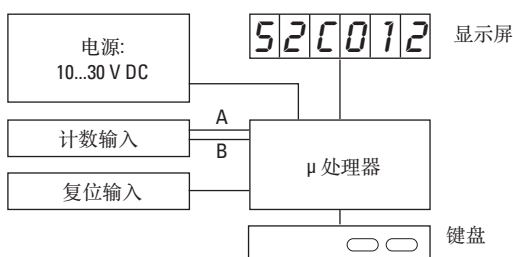 电源:
10...30 V DC
S2C012
显示屏
计数输入
A
B
μ 处理器
复位输入
键盘